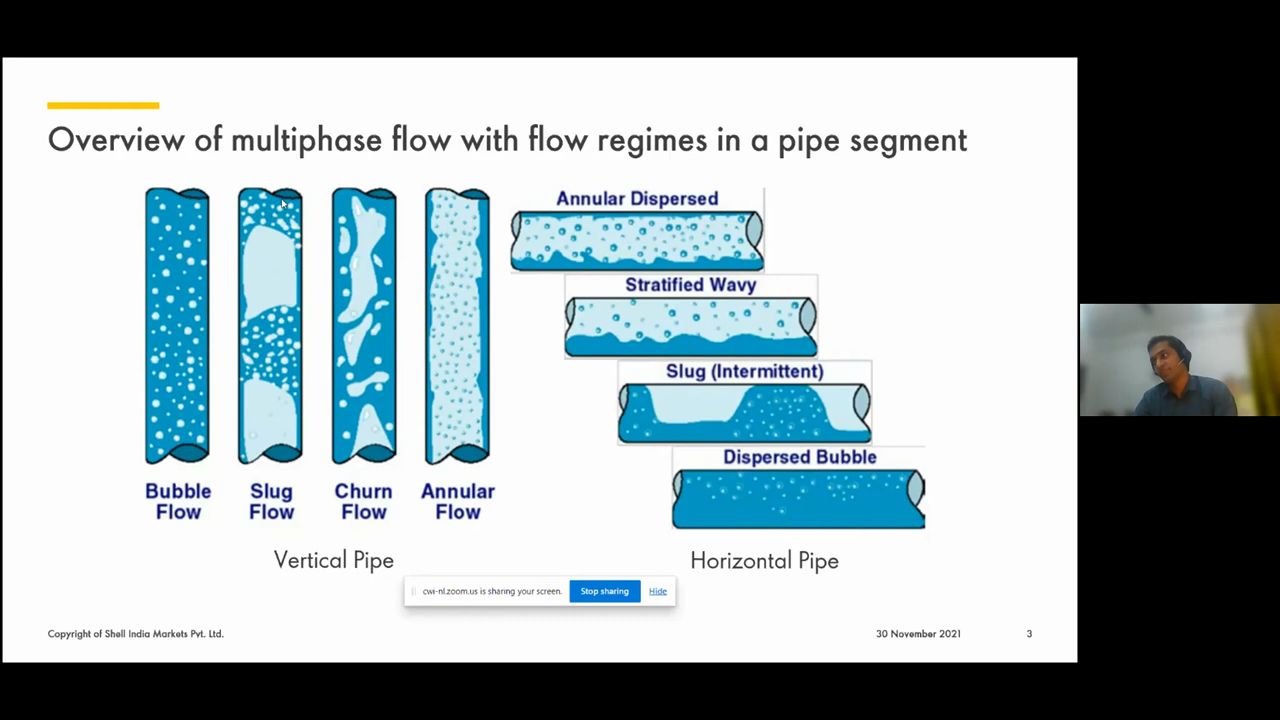 Overview of multiphase flow with flow regimes in a pipe segment
Bubble
Flow
Slug
Flow
Churn
Flow
Annular
Flow
Vertical Pipe
Annular Dispersed
Stratified Wavy
Slug (Intermittent)
Dispersed Bubble
Horizontal Pipe
cwi-nl.zoom.us is sharing your screen.
Stop sharing
Hide
Copyright of Shell India Markets Pvt. Ltd.
30 November 2021
3